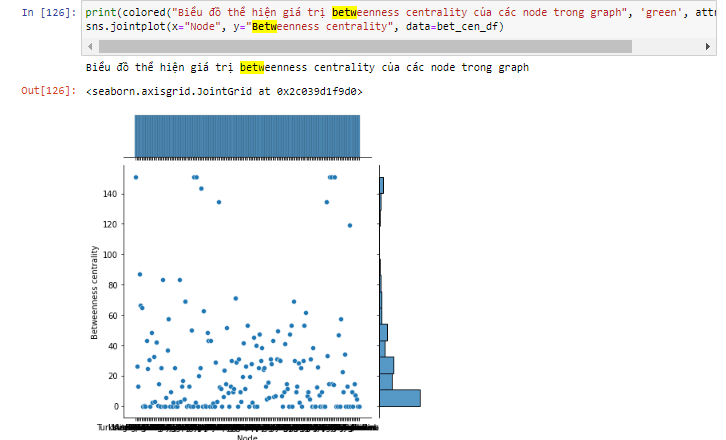 In [126]: print(colored("Biểu đồ thể hiện giá trị betweenness centrality của các node trong graph", 'green', attr
sns.jointplot(x="Node", y="Betweenness centrality", data=bet_cen_df)
Biểu đồ thể hiện giá trị betweenness centrality của các node trong graph
Out[126]: <seaborn.axisgrid.JointGrid at 0x2c039d1f9d0>
140
120
100
80
60
40
20
0
Betweenness centrality
Node